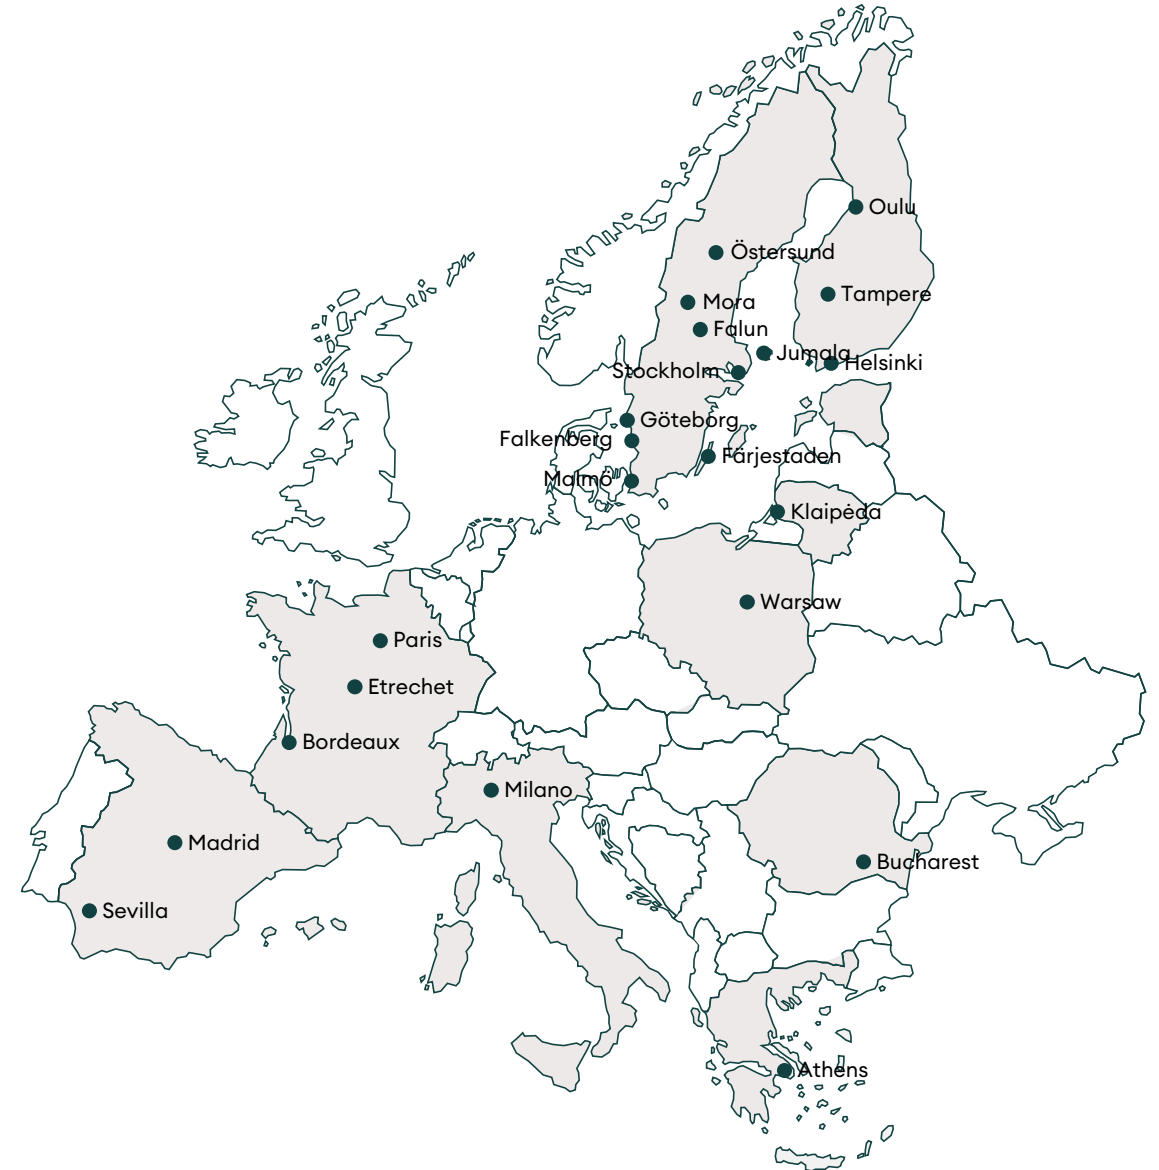 Oulu
Östersund
Tampere
Mora
Falun
Jumala
Helsinki
Stockholm
Göteborg
Falkenberg
Färjestaden
Malmö
Klaipėda
Warsaw
Paris
Etrechet
Bordeaux
Milano
Madrid
Bucharest
Sevilla
Athens